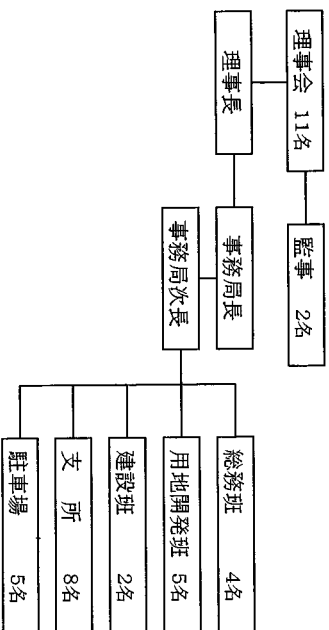 理事会 11名
監事 2名
理事長
事務局長
事務局次長
総務班 4名
用地開発班 5名
建設班 2名
支 所 8名
駐車場 5名